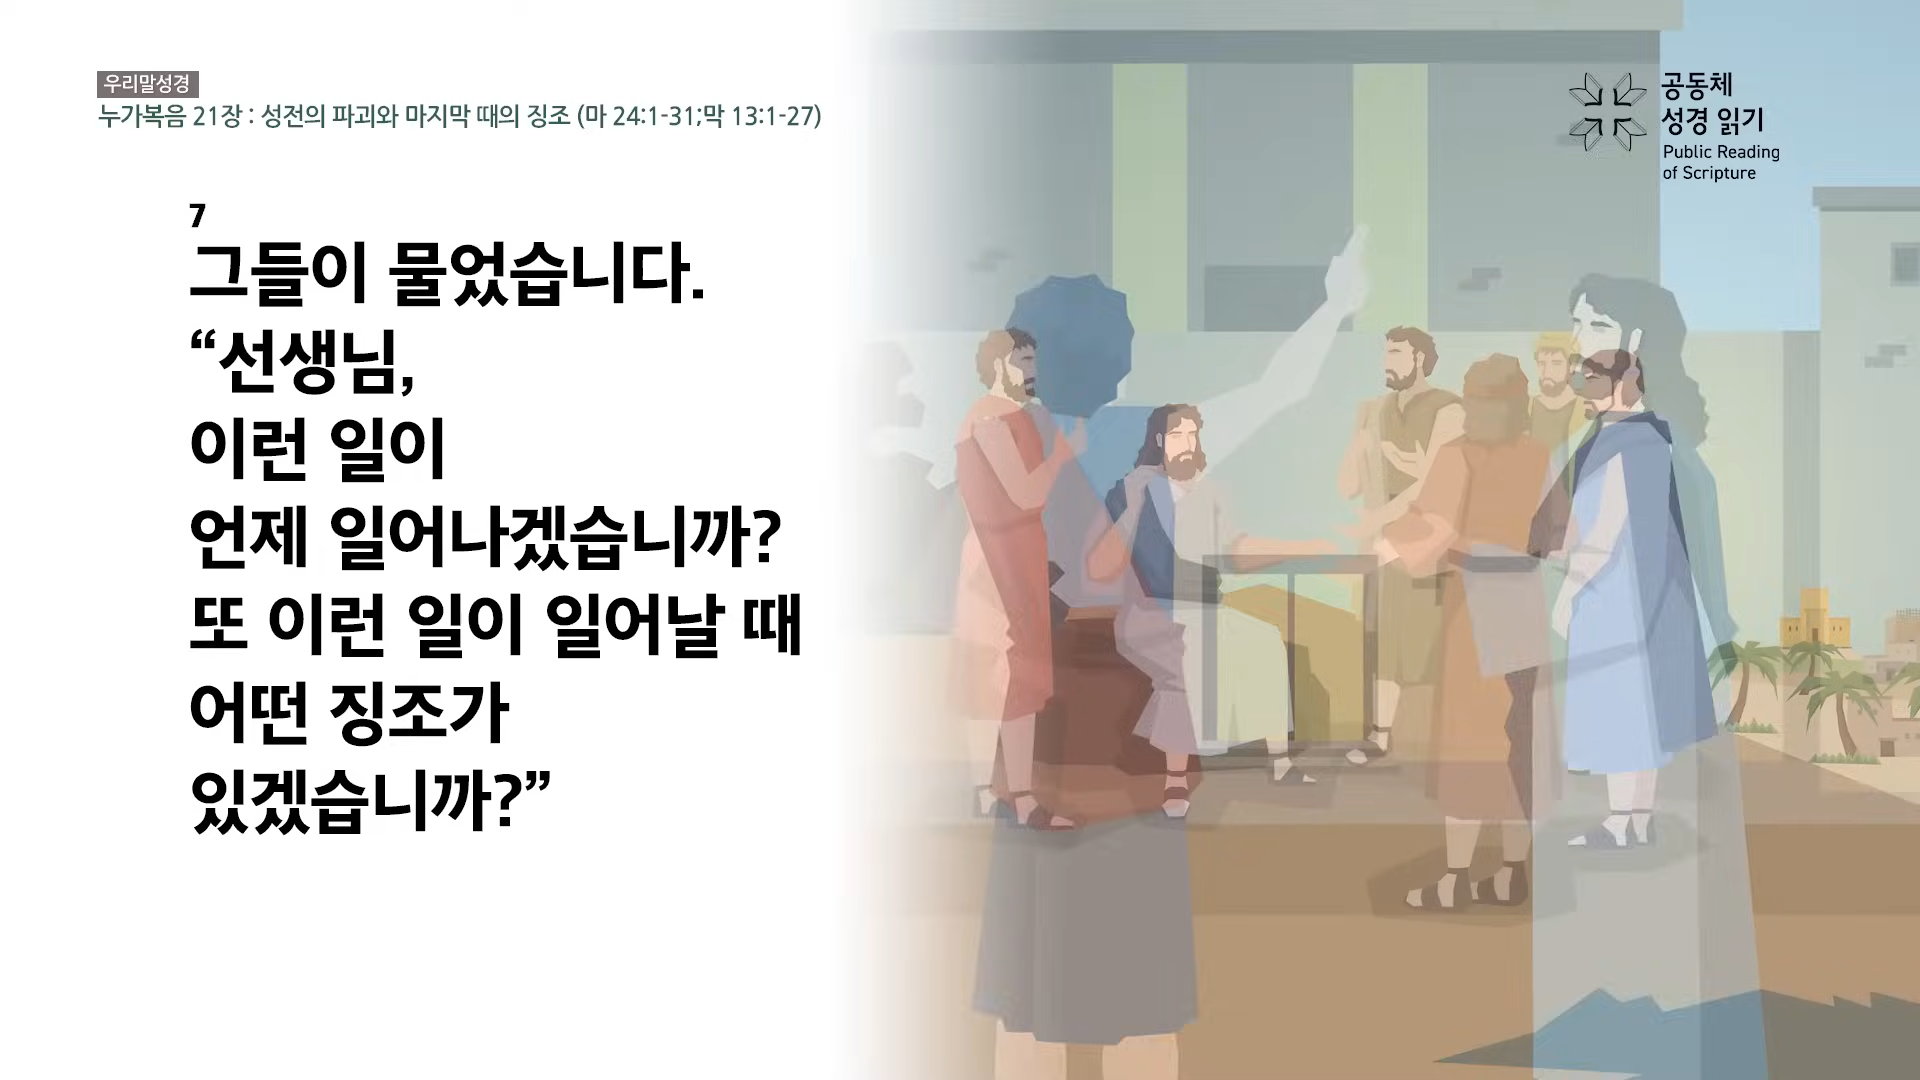 우리말성경
누가복음 21장 : 성전의 파괴와 마지막 때의 징조 (마 24:1-31;막 13:1-27)
7
그들이 물었습니다.
“선생님,
이런 일이
언제 일어나겠습니까?
또 이런 일이 일어날 때
어떤 징조가
있겠습니까?”
공동체
성경 읽기
Public Reading
of Scripture